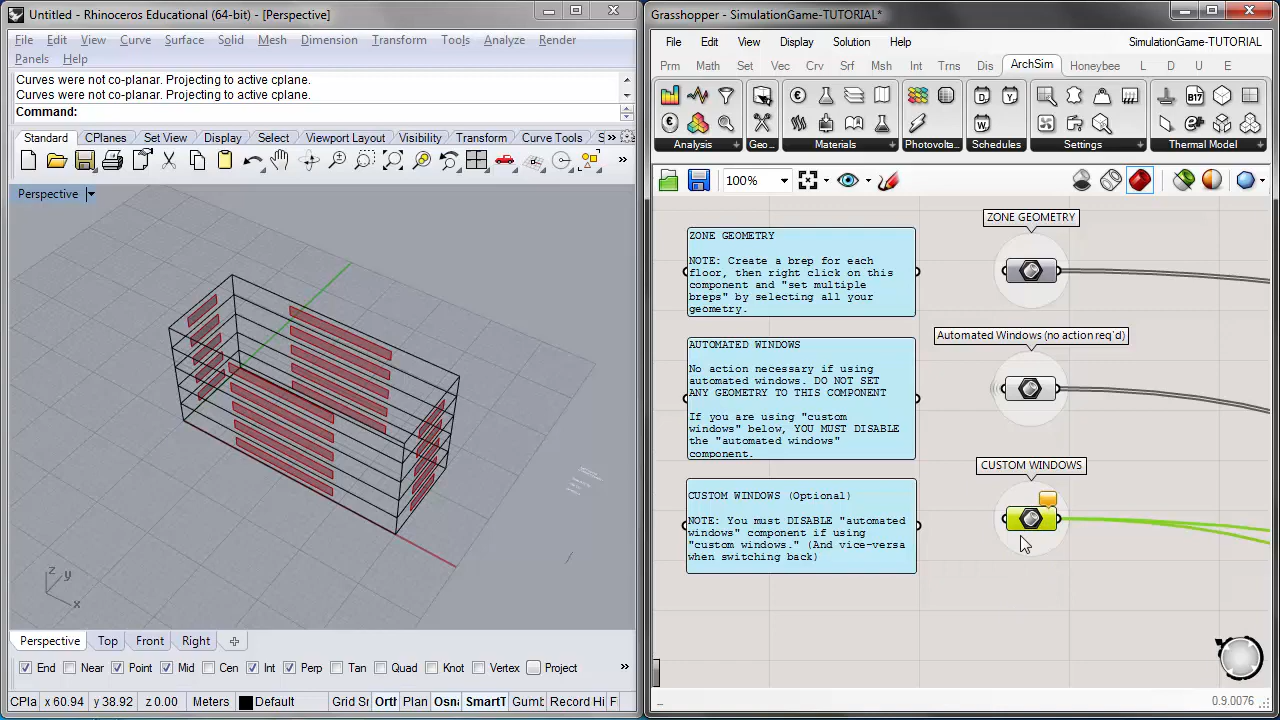 Untitled - Rhinoceros Educational (64-bit) - [Perspective]
File Edit View Curve Surface Solid Mesh Dimension Transform Tools Analyze Render
Panels Help
Curves were not co-planar. Projecting to active cplane.
Curves were not co-planar. Projecting to active cplane.
Command:
Standard CPlanes Set View Display Select Viewport Layout Visibility Transform Curve Tools S
Perspective
z y
x
Perspective Top Front Right
End Near Point Mid Cen Int Perp Tan Quad Knot Vertex Project
CPla x 60.94 y 38.92 z 0.00 Meters Default Grid Sr Orth Plan Osna SmartT Gumb Record Hi F
Grasshopper - SimulationGame-TUTORIAL*
File Edit View Display Solution Help SimulationGame-TUTORIAL
Prm Math Set Vec Crv Srf Msh Int Trns Dis ArchSim Honeybee L D U E
Analysis Geo... Materials Photovolta... Schedules Settings Thermal Model
100%
ZONE GEOMETRY
NOTE: Create a brep for each
floor, then right click on this
component and "set multiple
breps" by selecting all your
geometry.
ZONE GEOMETRY
AUTOMATED WINDOWS
No action necessary if using
automated windows. DO NOT SET
ANY GEOMETRY TO THIS COMPONENT
If you are using "custom
windows" below, YOU MUST DISABLE
the "automated windows"
component.
Automated Windows (no action req'd)
CUSTOM WINDOWS (Optional)
NOTE: You must DISABLE "automated
windows" component if using
"custom windows." (And vice-versa
when switching back)
CUSTOM WINDOWS
0.9.0076